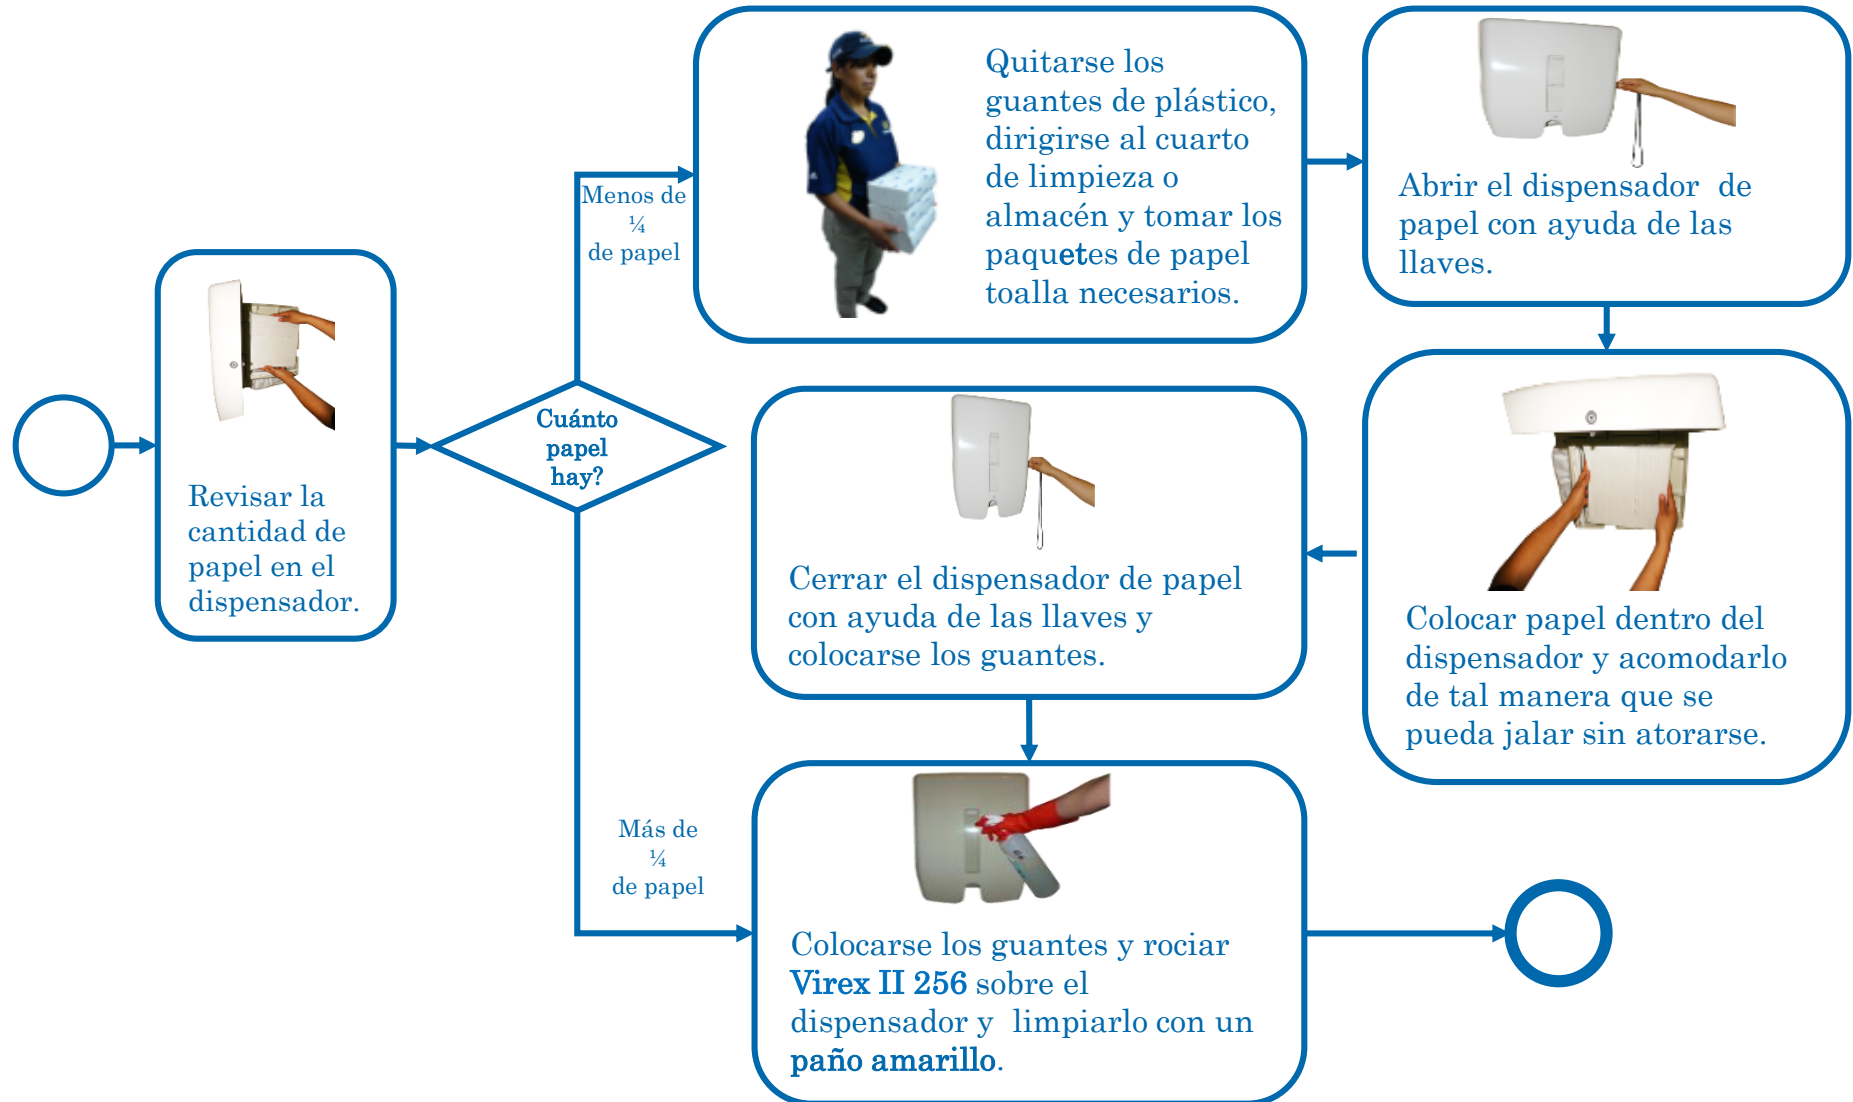 Revisar la
cantidad de
papel en el
dispensador.
Cuánto
papel
hay?
Menos de
¼
de papel
Quitarse los
guantes de plástico,
dirigirse al cuarto
de limpieza o
almacén y tomar los
paquetes de papel
toalla necesarios.
Abrir el dispensador de
papel con ayuda de las
llaves.
Colocar papel dentro del
dispensador y acomodarlo
de tal manera que se
pueda jalar sin atorarse.
Cerrar el dispensador de papel
con ayuda de las llaves y
colocarse los guantes.
Más de
¼
de papel
Colocarse los guantes y rociar
Virex II 256 sobre el
dispensador y limpiarlo con un
paño amarillo.